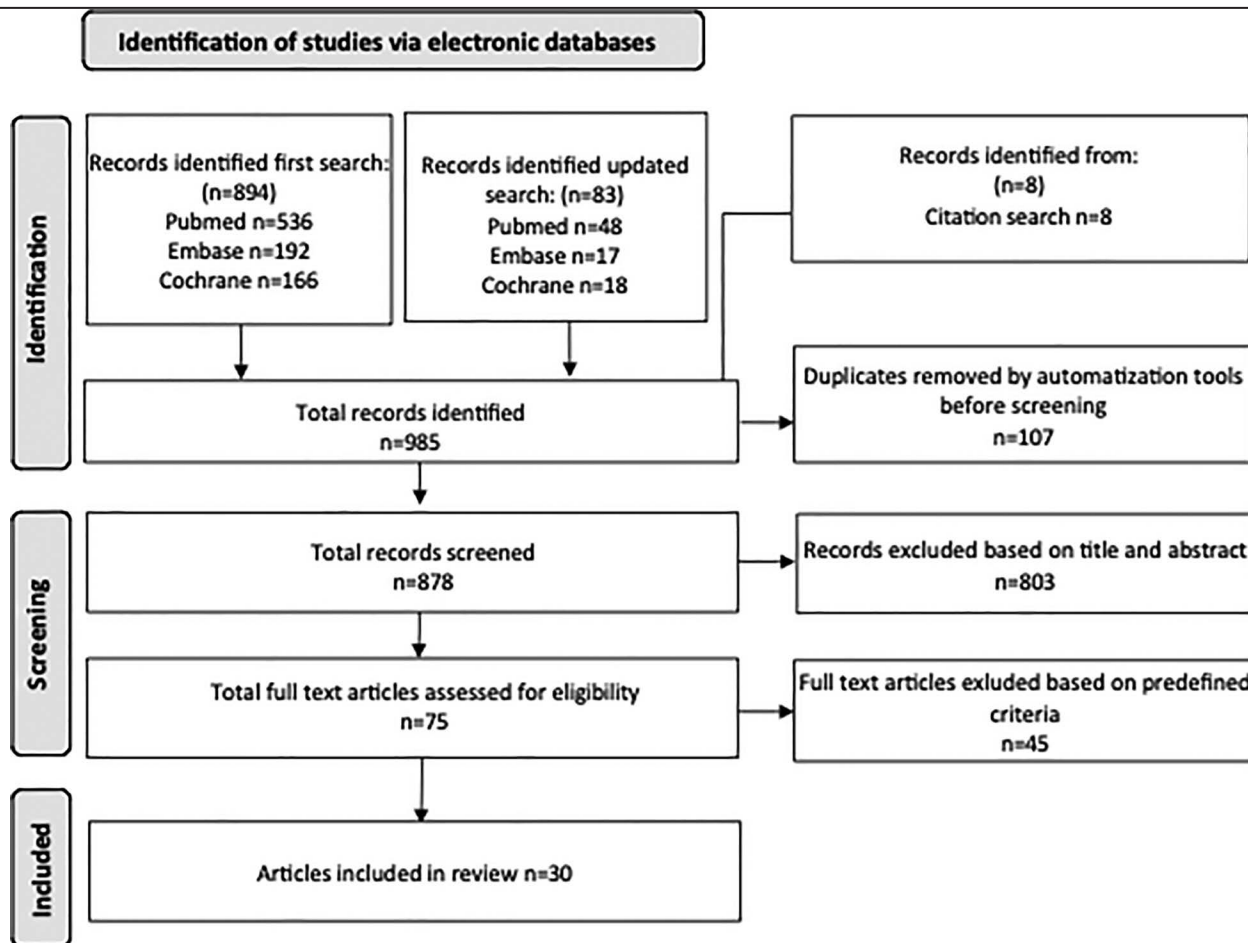 Identification of studies via electronic databases
Identification
Records identified first search:
(n=894)
Pubmed n=536
Embase n=192
Cochrane n=166
Records identified updated
search: (n=83)
Pubmed n=48
Embase n=17
Cochrane n=18
Records identified from:
(n=8)
Citation search n=8
Total records identified
n=985
Duplicates removed by automatization tools
before screening
n=107
Screening
Total records screened
n=878
Records excluded based on title and abstract
n=803
Total full text articles assessed for eligibility
n=75
Full text articles exluded based on predefined
criteria
n=45
Included
Articles included in review n=30